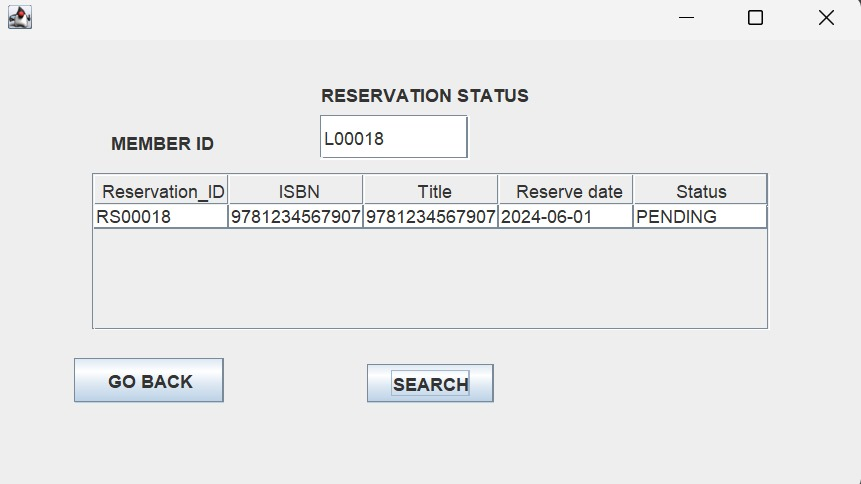 RESERVATION STATUS
MEMBER ID
L00018
Reservation_ID ISBN Title Reserve date Status
RS00018 9781234567907 9781234567907 2024-06-01 PENDING
GO BACK SEARCH